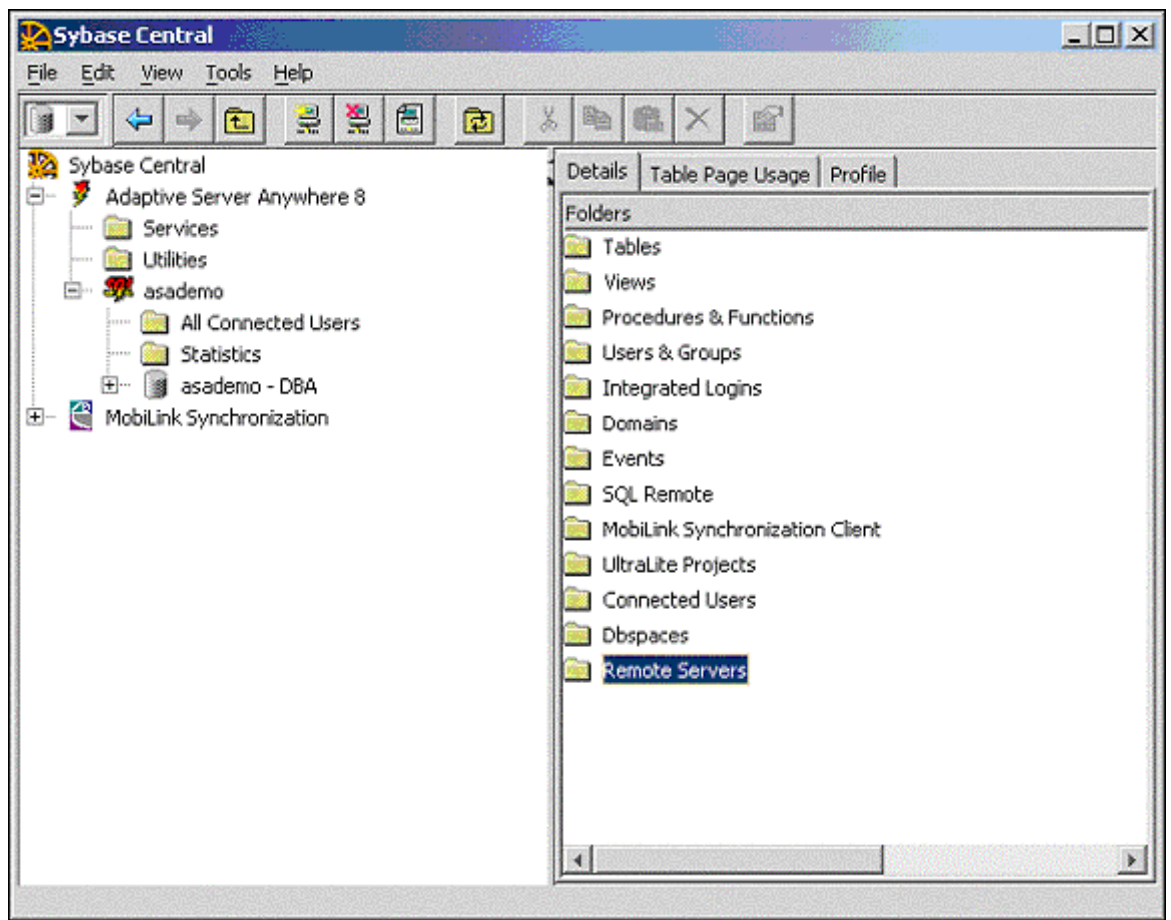 Sybase Central
File Edit View Tools Help
Sybase Central
Adaptive Server Anywhere 8
Services
Utilities
asademo
All Connected Users
Statistics
asademo - DBA
MobiLink Synchronization
Details Table Page Usage Profile
Folders
Tables
Views
Procedures & Functions
Users & Groups
Integrated Logins
Domains
Events
SQL Remote
MobiLink Synchronization Client
UltraLite Projects
Connected Users
Dbspaces
Remote Servers